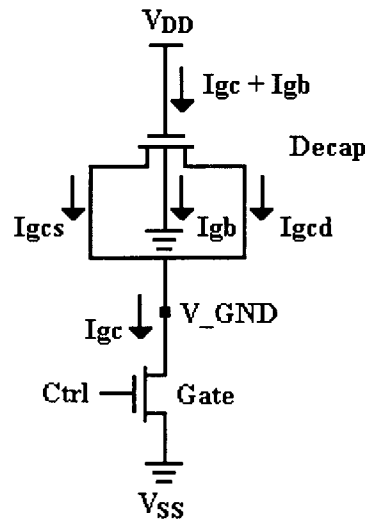 VDD
Igc + Igb
Decap
Igcs
Igb
Igcd
Igc
V_GND
Ctrl
Gate
VSS